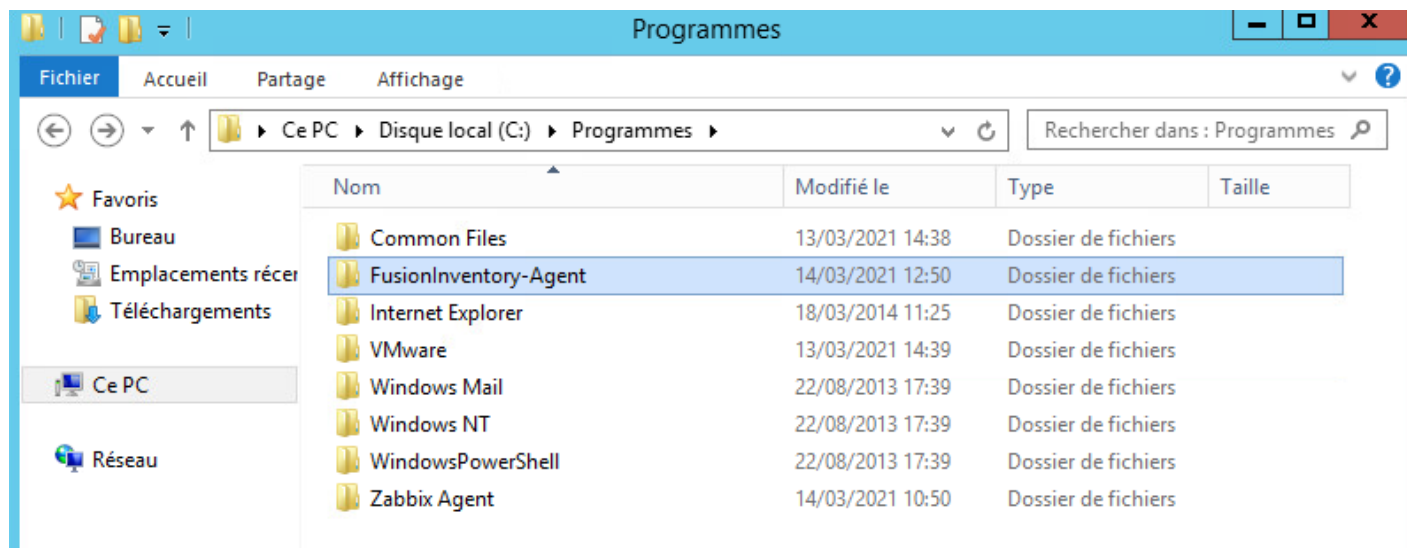 Programmes
Fichier Accueil Partage Affichage
Ce PC Disque local (C:) Programmes Rechercher dans : Programmes
Favoris
Bureau
Emplacements récer
Téléchargements
Ce PC
Réseau
Nom Modifié le Type Taille
Common Files 13/03/2021 14:38 Dossier de fichiers
FusionInventory-Agent 14/03/2021 12:50 Dossier de fichiers
Internet Explorer 18/03/2014 11:25 Dossier de fichiers
VMware 13/03/2021 14:39 Dossier de fichiers
Windows Mail 22/08/2013 17:39 Dossier de fichiers
Windows NT 22/08/2013 17:39 Dossier de fichiers
WindowsPowerShell 22/08/2013 17:39 Dossier de fichiers
Zabbix Agent 14/03/2021 10:50 Dossier de fichiers